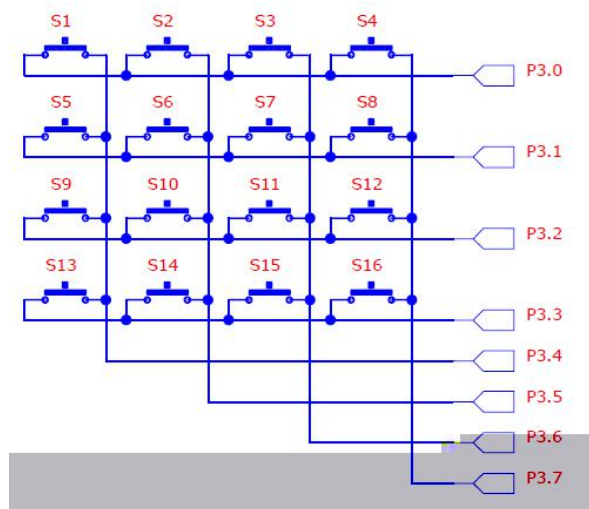 S1 S2 S3 S4
P3.0
S5 S6 S7 S8
P3.1
S9 S10 S11 S12
P3.2
S13 S14 S15 S16
P3.3
P3.4
P3.5
P3.6
P3.7